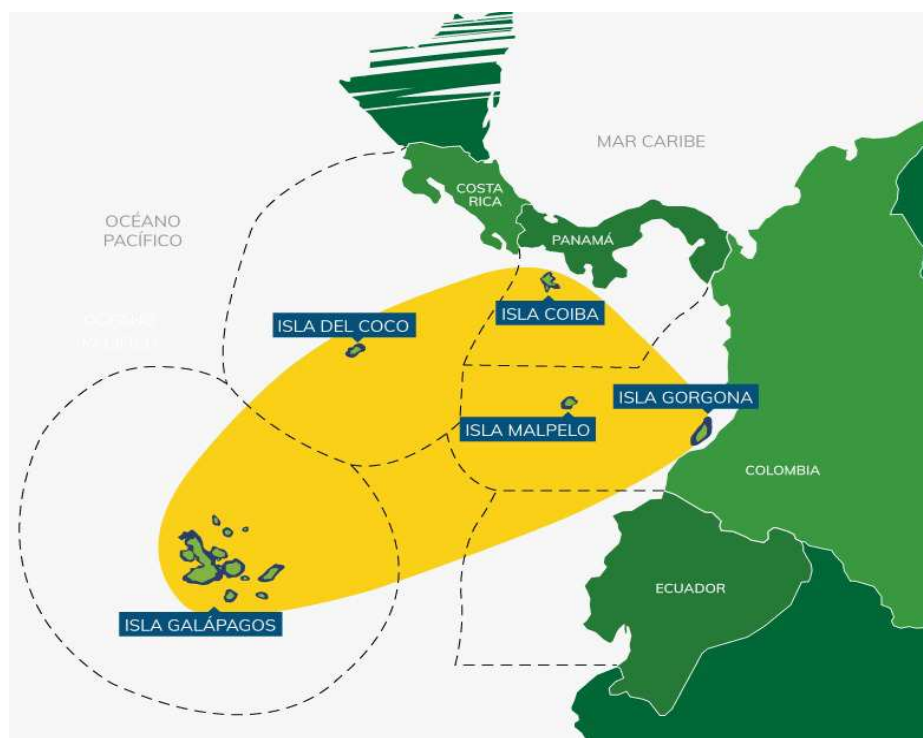 MAR CARIBE
COSTA
RICA
PANAMÁ
OCÉANO
PACÍFICO
ISLA COIBA
ISLA DEL COCO
ISLA GORGONA
ISLA MALPELO
COLOMBIA
ECUADOR
ISLA GALÁPAGOS